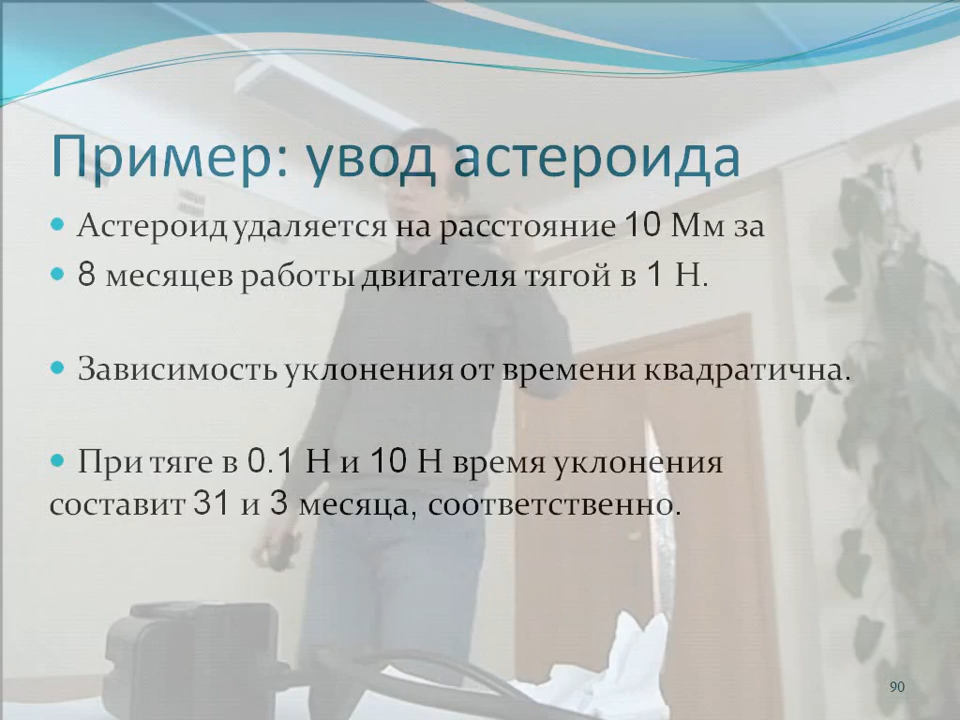 Пример: увод астероида
• Астероид удаляется на расстояние 10 Мм за
• 8 месяцев работы двигателя тягой в 1 Н.
• Зависимость уклонения от времени квадратична.
• При тяге в 0.1 Н и 10 Н время уклонения
составит 31 и 3 месяца, соответственно.
90